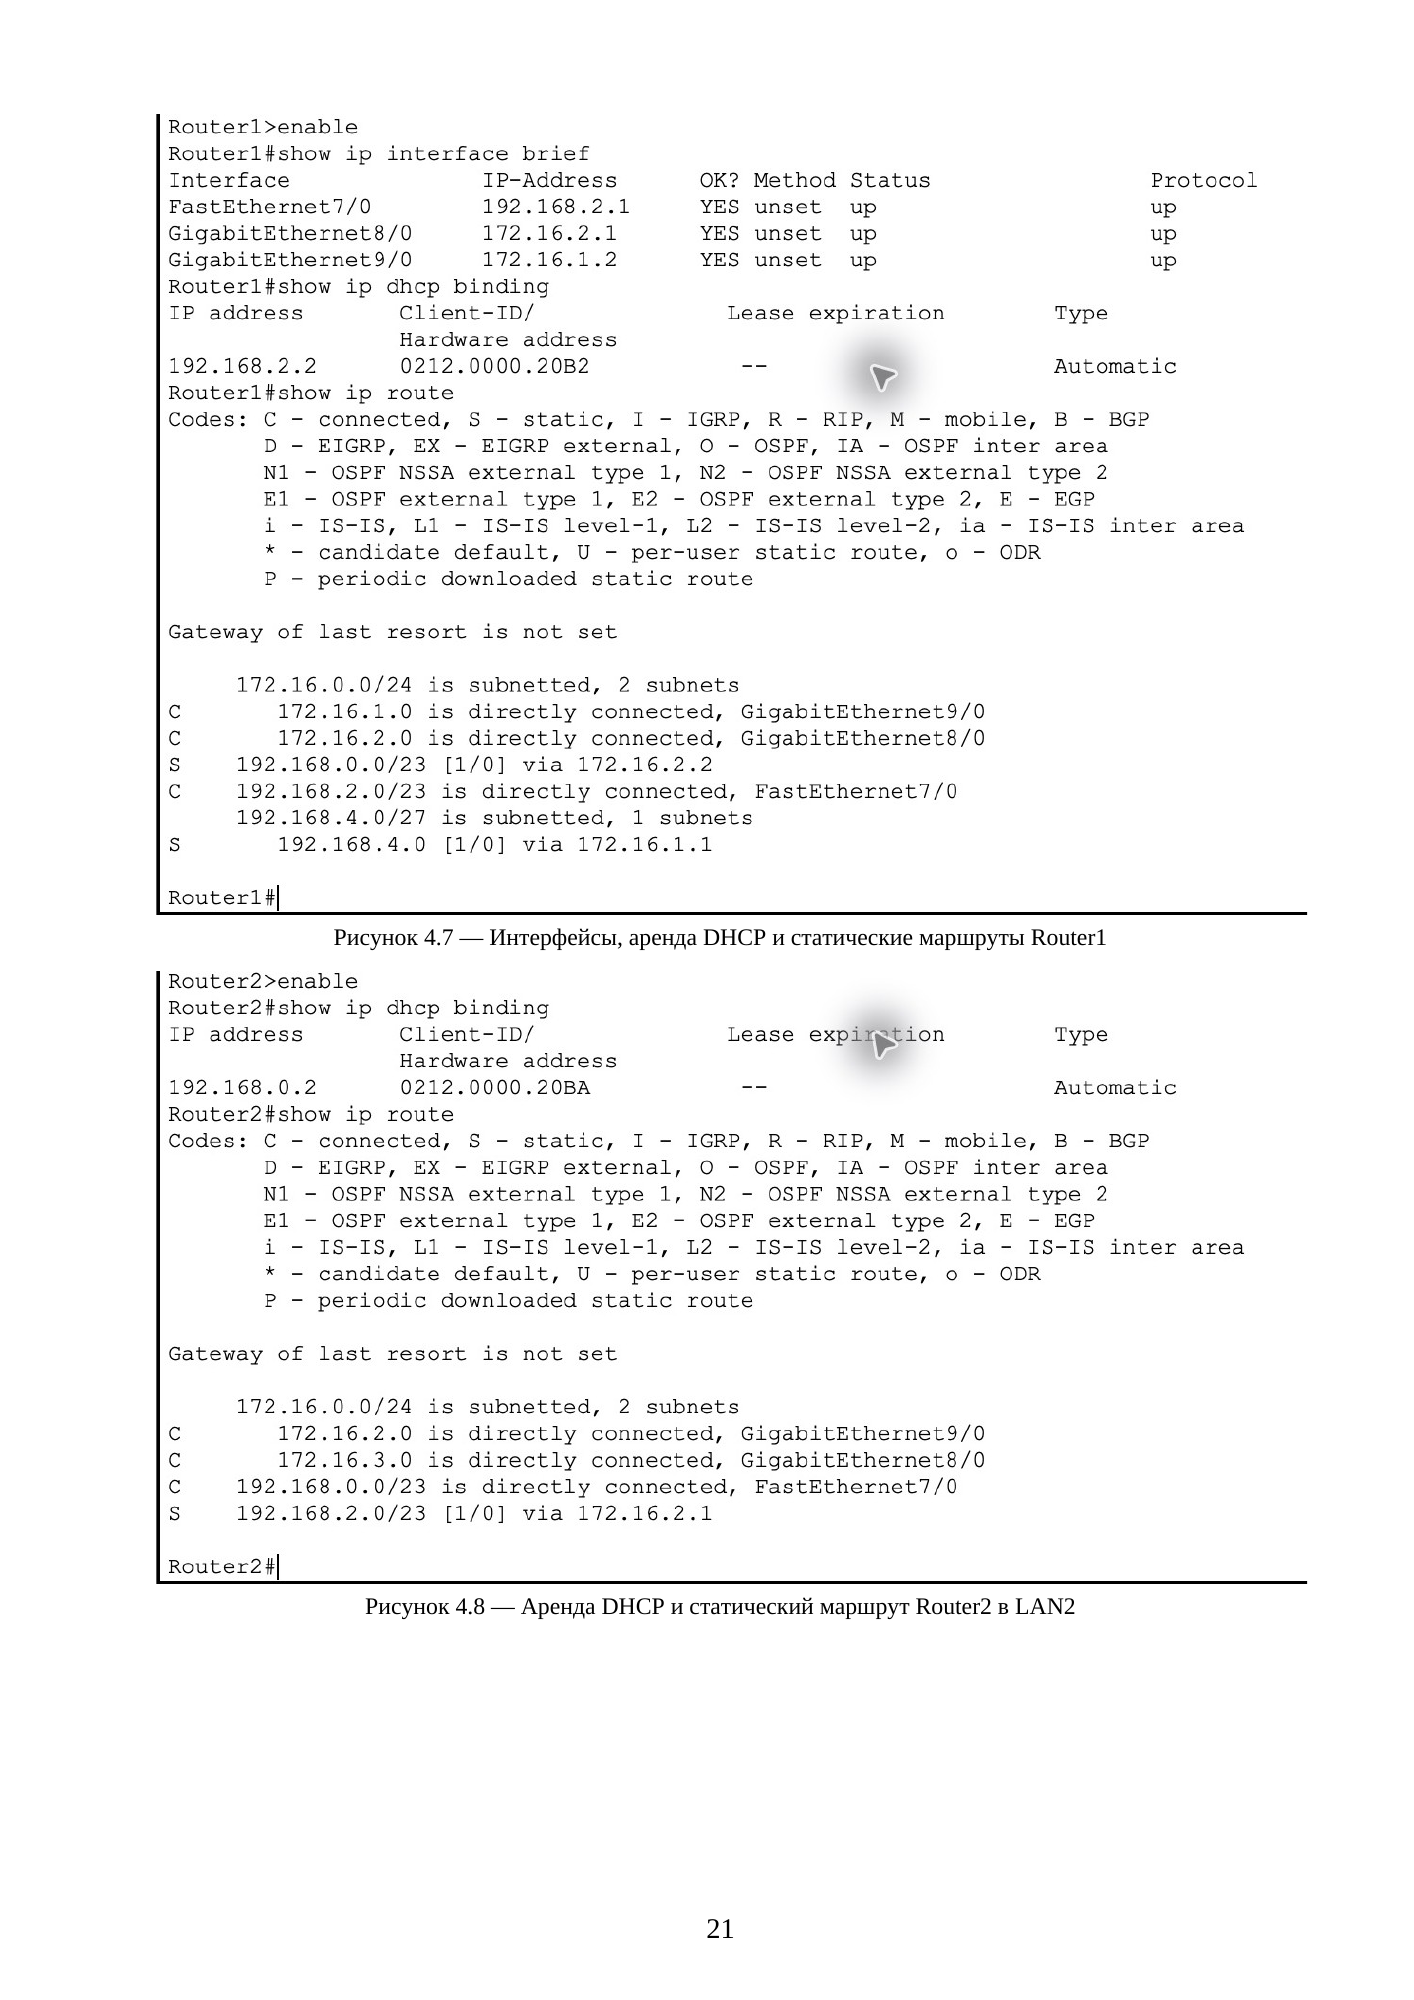 Router1>enable
Router1#show ip interface brief
Interface              IP-Address      OK? Method Status                Protocol
FastEthernet7/0        192.168.2.1     YES unset  up                    up
GigabitEthernet8/0     172.16.2.1      YES unset  up                    up
GigabitEthernet9/0     172.16.1.2      YES unset  up                    up
Router1#show ip dhcp binding
IP address       Client-ID/              Lease expiration        Type
                 Hardware address
192.168.2.2      0212.0000.20B2           --                     Automatic
Router1#show ip route
Codes: C - connected, S - static, I - IGRP, R - RIP, M - mobile, B - BGP
       D - EIGRP, EX - EIGRP external, O - OSPF, IA - OSPF inter area
       N1 - OSPF NSSA external type 1, N2 - OSPF NSSA external type 2
       E1 - OSPF external type 1, E2 - OSPF external type 2, E - EGP
       i - IS-IS, L1 - IS-IS level-1, L2 - IS-IS level-2, ia - IS-IS inter area
       * - candidate default, U - per-user static route, o - ODR
       P - periodic downloaded static route
Gateway of last resort is not set
     172.16.0.0/24 is subnetted, 2 subnets
C       172.16.1.0 is directly connected, GigabitEthernet9/0
C       172.16.2.0 is directly connected, GigabitEthernet8/0
S    192.168.0.0/23 [1/0] via 172.16.2.2
C    192.168.2.0/23 is directly connected, FastEthernet7/0
     192.168.4.0/27 is subnetted, 1 subnets
S       192.168.4.0 [1/0] via 172.16.1.1
Router1#
Рисунок 4.7 — Интерфейсы, аренда DHCP и статические маршруты Router1
Router2>enable
Router2#show ip dhcp binding
IP address       Client-ID/              Lease expiration        Type
                 Hardware address
192.168.0.2      0212.0000.20BA           --                     Automatic
Router2#show ip route
Codes: C - connected, S - static, I - IGRP, R - RIP, M - mobile, B - BGP
       D - EIGRP, EX - EIGRP external, O - OSPF, IA - OSPF inter area
       N1 - OSPF NSSA external type 1, N2 - OSPF NSSA external type 2
       E1 - OSPF external type 1, E2 - OSPF external type 2, E - EGP
       i - IS-IS, L1 - IS-IS level-1, L2 - IS-IS level-2, ia - IS-IS inter area
       * - candidate default, U - per-user static route, o - ODR
       P - periodic downloaded static route
Gateway of last resort is not set
     172.16.0.0/24 is subnetted, 2 subnets
C       172.16.2.0 is directly connected, GigabitEthernet9/0
C       172.16.3.0 is directly connected, GigabitEthernet8/0
C    192.168.0.0/23 is directly connected, FastEthernet7/0
S    192.168.2.0/23 [1/0] via 172.16.2.1
Router2#
Рисунок 4.8 — Аренда DHCP и статический маршрут Router2 в LAN2
21